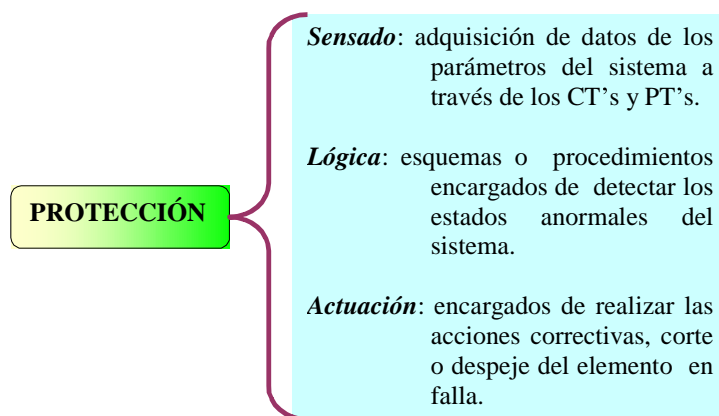 PROTECCIÓN
Sensado: adquisición de datos de los
parámetros del sistema a
través de los CT’s y PT’s.
Lógica: esquemas o procedimientos
encargados de detectar los
estados anormales del
sistema.
Actuación: encargados de realizar las
acciones correctivas, corte
o despeje del elemento en
falla.